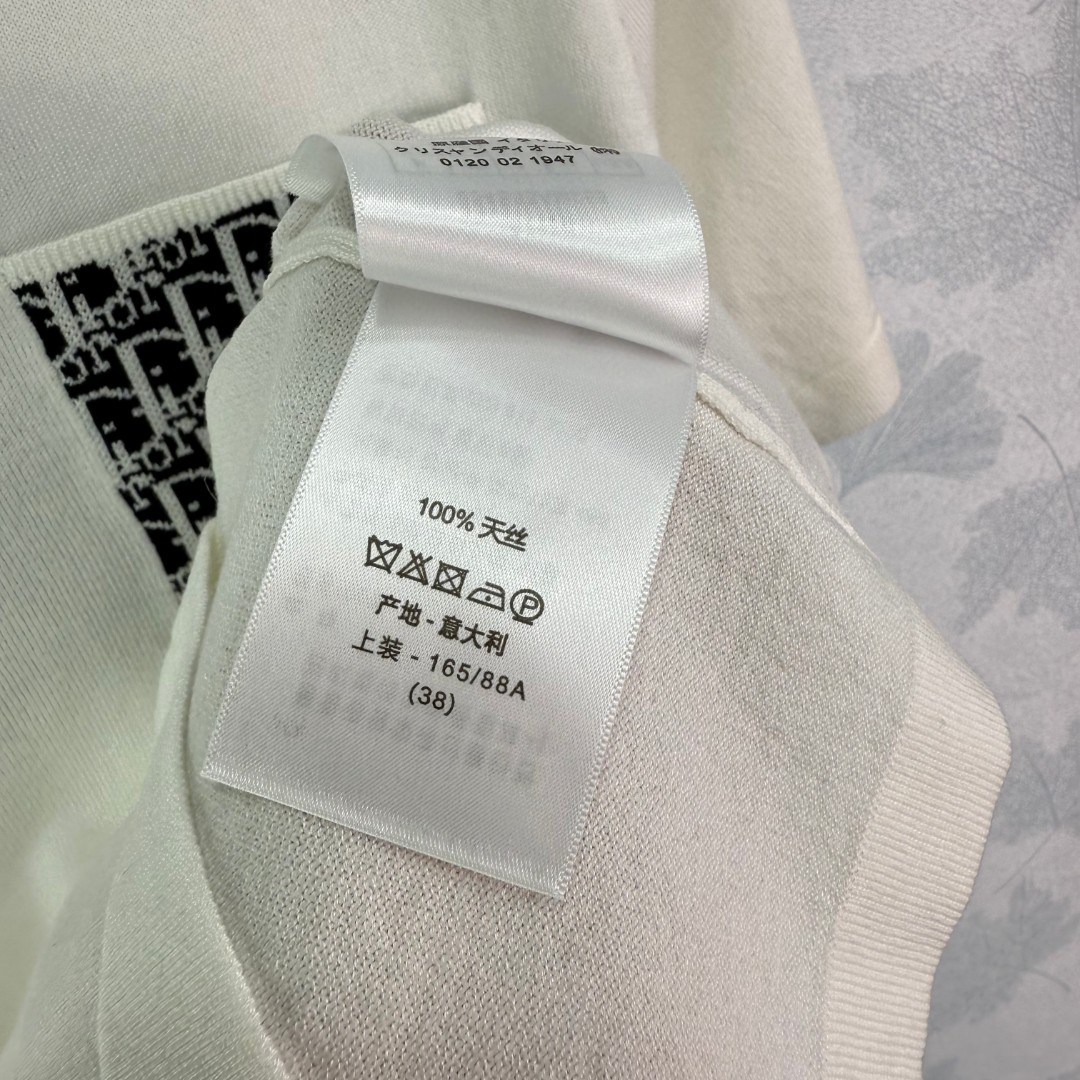 クリスャンディオール
0120 02 1947
100% 天丝
P
产地 - 意大利
上装 - 165/88A
(38)